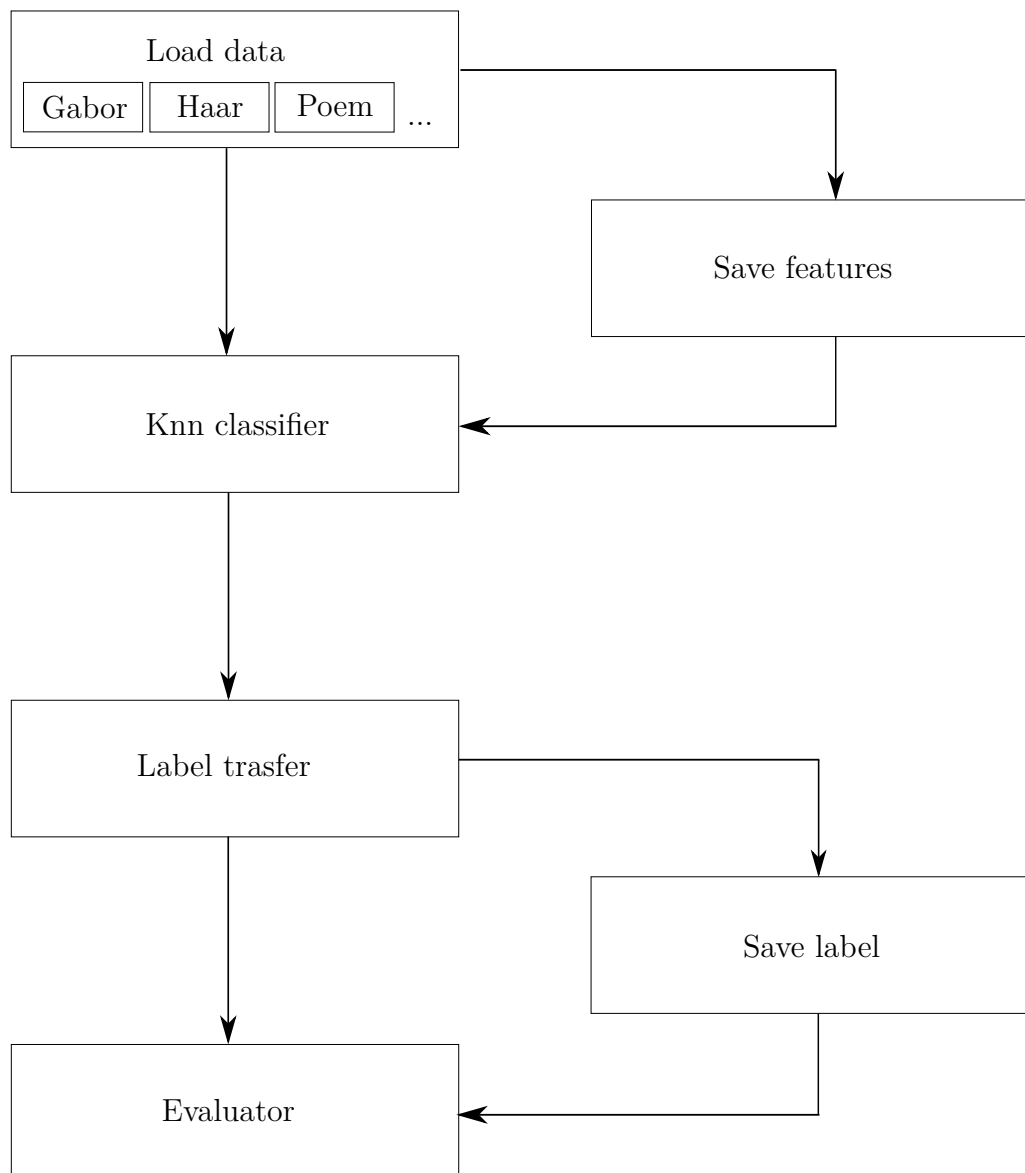 Load data
Gabor Haar Poem ...
Save features
Knn classifier
Label trasfer
Save label
Evaluator